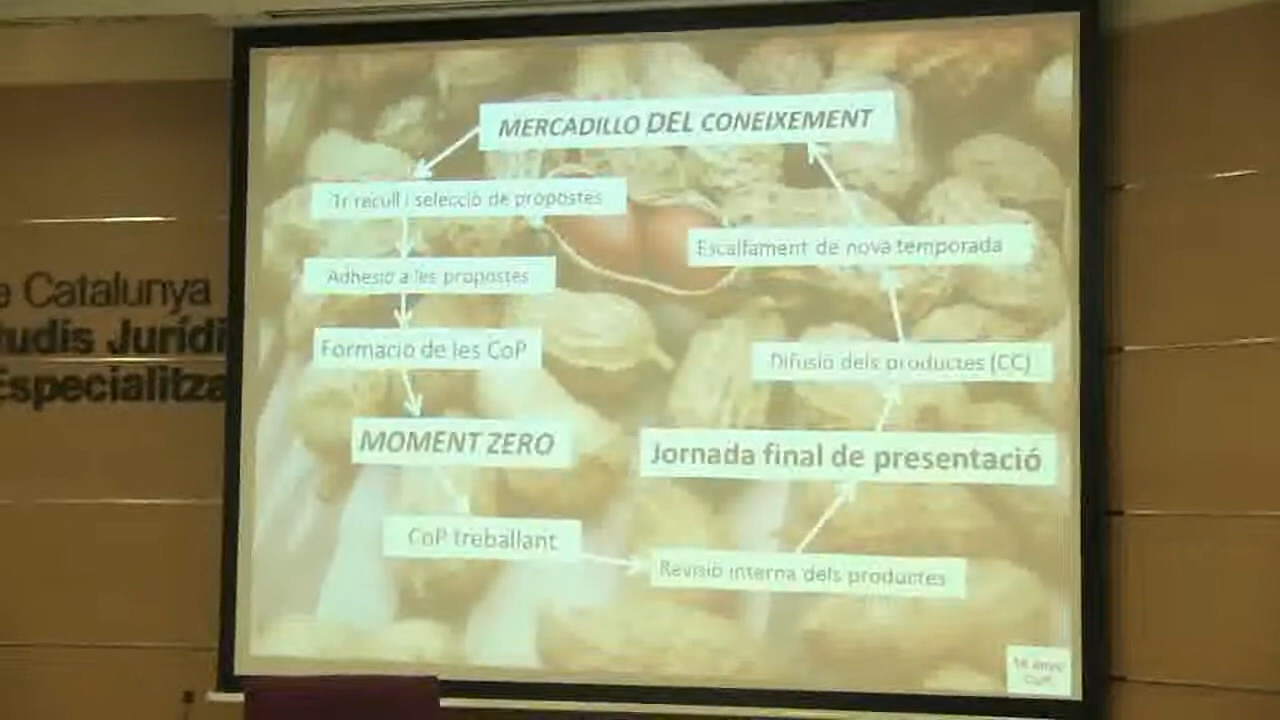 e Catalunya
tudis Jurídi
Especialitza
MERCADILLO DEL CONEIXEMENT
1r recull i selecció de propostes
Adhesió a les propostes
Formació de les CoP
MOMENT ZERO
CoP treballant
Revisió interna dels productes
Jornada final de presentació
Difusió dels productes (CC)
Escalfament de nova temporada